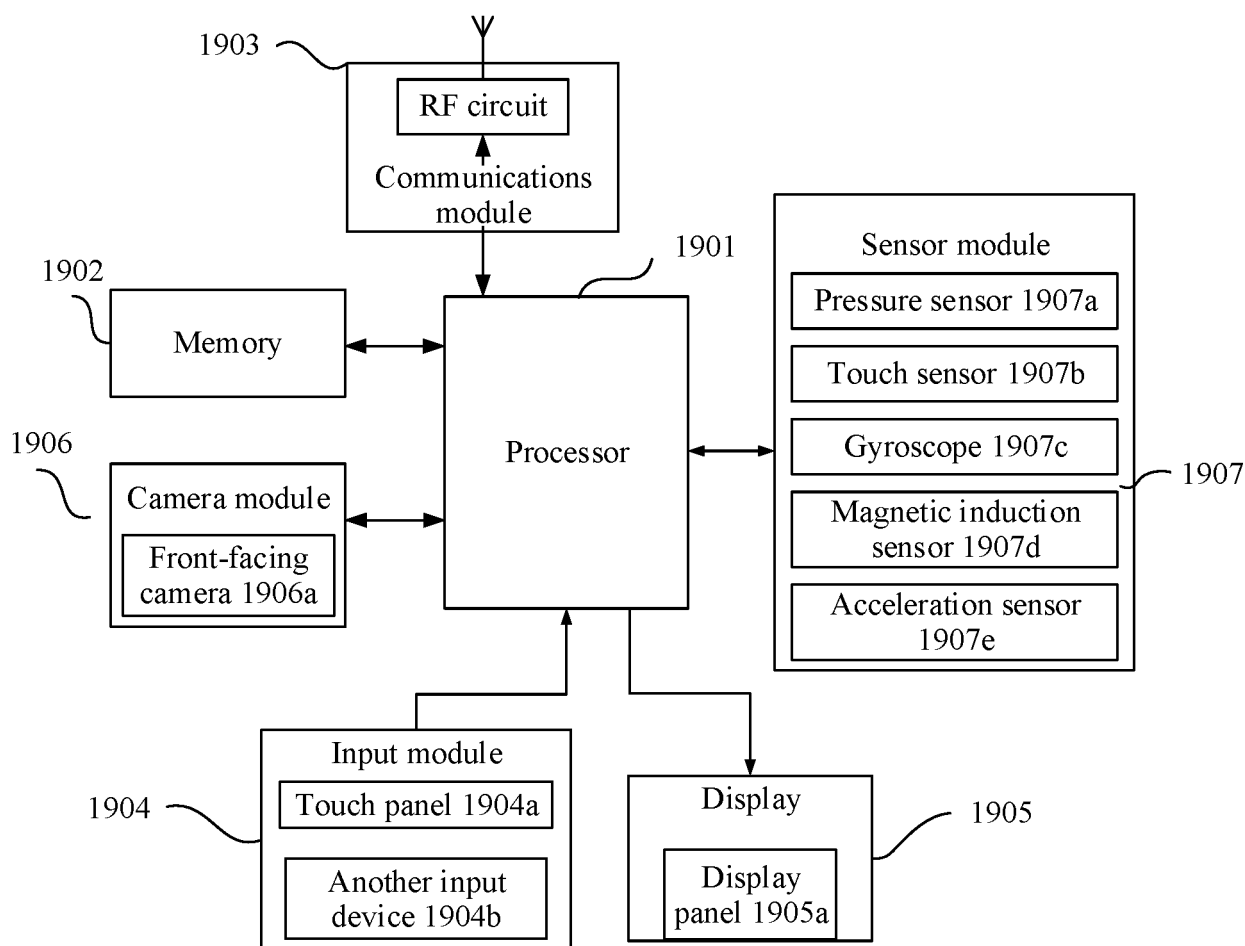 1903
RF circuit
Communications
module
1901
1902
Memory
Sensor module
Pressure sensor 1907a
Touch sensor 1907b
Gyroscope 1907c
1907
Magnetic induction
sensor 1907d
Acceleration sensor
1907e
Processor
1906
Camera module
Front-facing
camera 1906a
Input module
1904
Touch panel 1904a
Another input
device 1904b
Display
1905
Display
panel 1905a